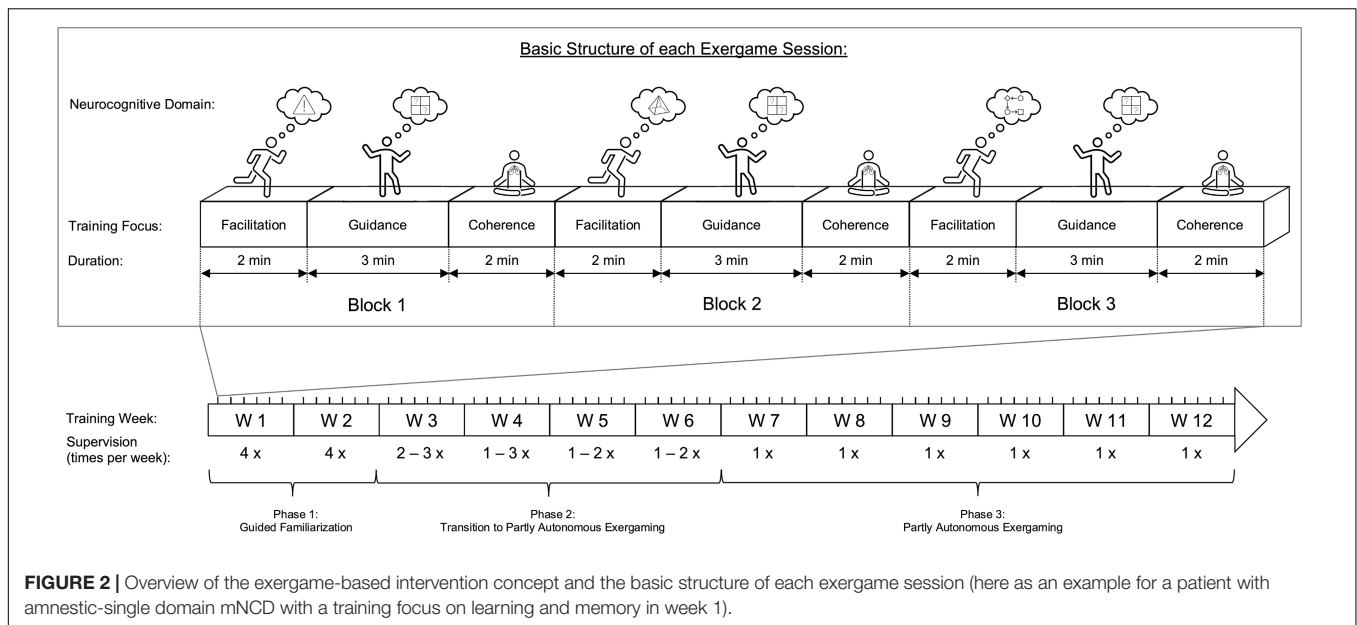 Basic Structure of each Exergame Session:
Neurocognitive Domain:
Training Focus: Facilitation Guidance Coherence Facilitation Guidance Coherence Facilitation Guidance Coherence
Duration: 2 min 3 min 2 min 2 min 3 min 2 min 2 min 3 min 2 min
Block 1 Block 2 Block 3
Training Week: W 1 W 2 W 3 W 4 W 5 W 6 W 7 W 8 W 9 W 10 W 11 W 12
Supervision
(times per week): 4 x 4 x 2 – 3 x 1 – 3 x 1 – 2 x 1 – 2 x 1x 1x 1x 1x 1x 1x
Phase 1: Phase 2: Phase 3:
Guided Familiarization Transition to Partly Autonomous Exergaming Partly Autonomous Exergaming
FIGURE 2 | Overview of the exergame-based intervention concept and the basic structure of each exergame session (here as an example for a patient with
amnestic-single domain mNCD with a training focus on learning and memory in week 1).